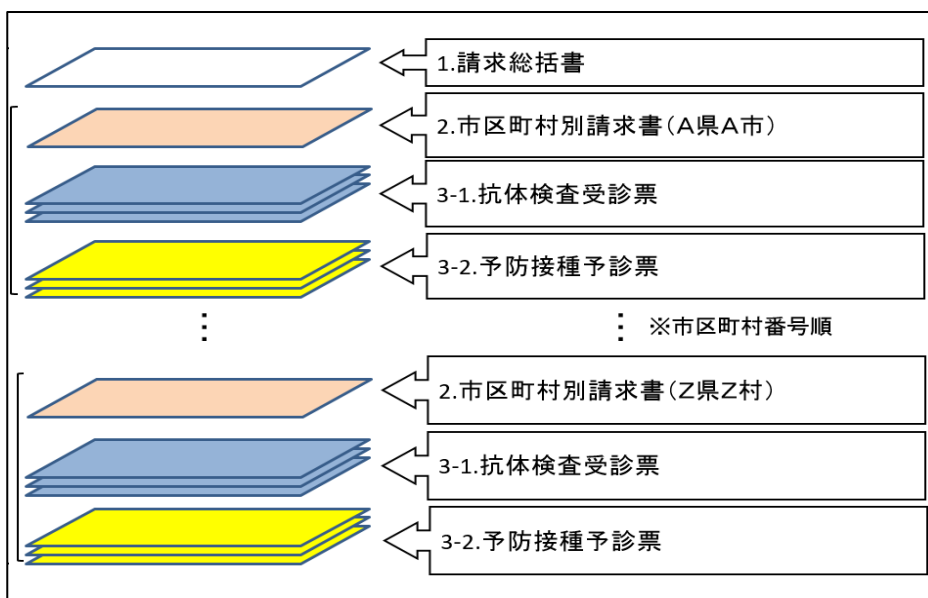 1.請求総括書
2.市区町村別請求書(A県A市)
3-1.抗体検査受診票
3-2.予防接種予診票
⋮ ⋮ ※市区町村番号順
2.市区町村別請求書(Z県Z村)
3-1.抗体検査受診票
3-2.予防接種予診票